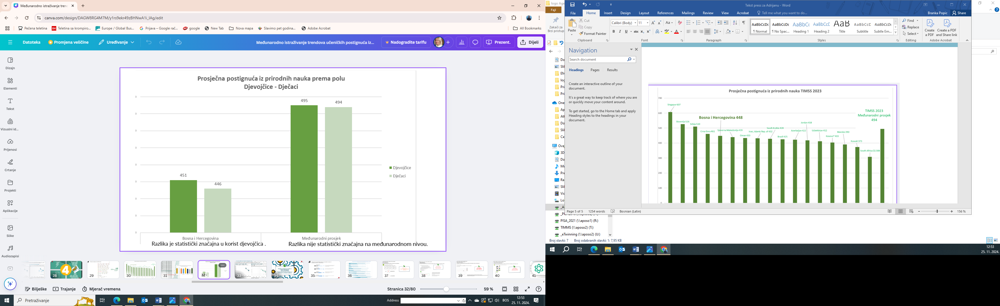 Međunarodno istraživanje tren
canva.com/design/DAGW8RG4M7M/y1rs9ekr49zBHNwA1i_lAg/edit
Pečena teletina
Teletina sa krompiro...
Europe / Global Bus...
Prijava – Google rač...
google
New Tab
Nova mapa
Slavimo pet godina...
Adobe Acrobat
All Bookmarks
Datoteka
Promjena veličine
Uređivanje
Međunarodno istraživanje trendova učeničkih postignuća iz...
Nadogradite tarifu
Prezent.
Dijeli
Dizajn
Elementi
Tekst
Vizualni id...
Prijenosi
Crtanje
Projekti
Aplikacije
Slike
Audiozapisi
Prosječna postignuća iz prirodnih nauka prema polu
Djevojčice - Dječaci
495
494
451
446
Djevojčice
Dječaci
Bosna i Hercegovina
Međunarodni prosjek
Razlika je statistički značajna u korist djevojčica .
Razlika nije statistički značajna na međunarodnom nivou.
28
29
30
31
32
33
34
35
36
37
38
39
40
41
Bilješke
Trajanje
Mjerač vremena
Stranica 32/80
59 %
Pretraživanje
Address
BOS
12:53
25. 11. 2024.
logo Age
Fajl
Zakači za
Brzi pristup
Tekst press za Adrijanu - Word
File
Home
Insert
Design
Layout
References
Mailings
Review
View
Acrobat
Tell me what you want to do...
Branka Popic
Share
Paste
Cut
Copy
Format Painter
Clipboard
Calibri (Body)
11
Font
Paragraph
AaBbCcDc
¶ Normal
AaBbCcDc
¶ No Spac...
AaBbCc
Heading 1
AaBbCcD
Heading 2
AaB
Title
AaBbCcD
Subtitle
AaBbCcDc
Subtle Em...
Styles
Find
Replace
Select
Editing
Create
a PDF
Create a PDF
and Share link
Adobe Acrobat
Navigation
Search document
Headings
Pages
Results
Create an interactive outline of your
document.
It's a great way to keep track of where you are
or quickly move your content around.
To get started, go to the Home tab and apply
Heading styles to the headings in your
document.
Prosječna postignuća iz prirodnih nauka TIMSS 2023
700
600
500
400
300
200
100
0
Singapur 607
Slovenija 526
Srbija 510
Crna Gora 461
Bosna i Hercegovina 448
Sjeverna Makedonija 439
Oman 433
Iran, Islamic Rep. of 432
Saudi Arabia 428
Brazil 425
Azerbaijan 422
Jordan 418
Uzbekistan 412
Kosovo* 403
Maroko 390
Kuwait 373
South Africa (5) 308
TIMSS 2023
Međunarodni prosjek
494
Page 5 of 5
1254 words
Bosnian (Latin)
156 %
PISA_2021 (\\aposo1) (R:)
TIMMS (\\aposo2) (T:)
_eTwinning (\\aposo2) (U:)
Broj stavki: 7
Broj odabranih stavki: 1: 7,95 KB
12:53
25. 11. 2024.